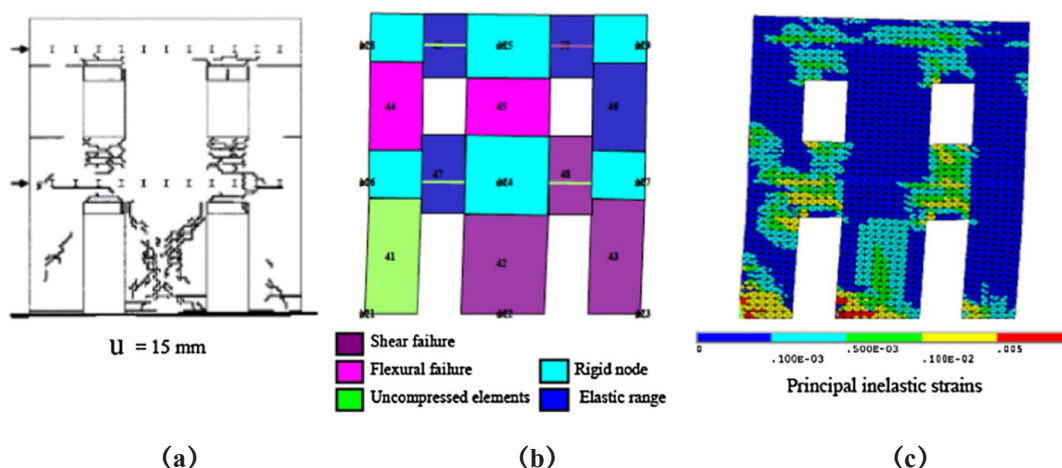 u = 15 mm
44
45
46
47
48
41
42
43
Shear failure
Flexural failure
Rigid node
Uncompressed elements
Elastic range
0
.100E-03
.500E-03
.100E-02
.005
Principal inelastic strains
(a)
(b)
(c)